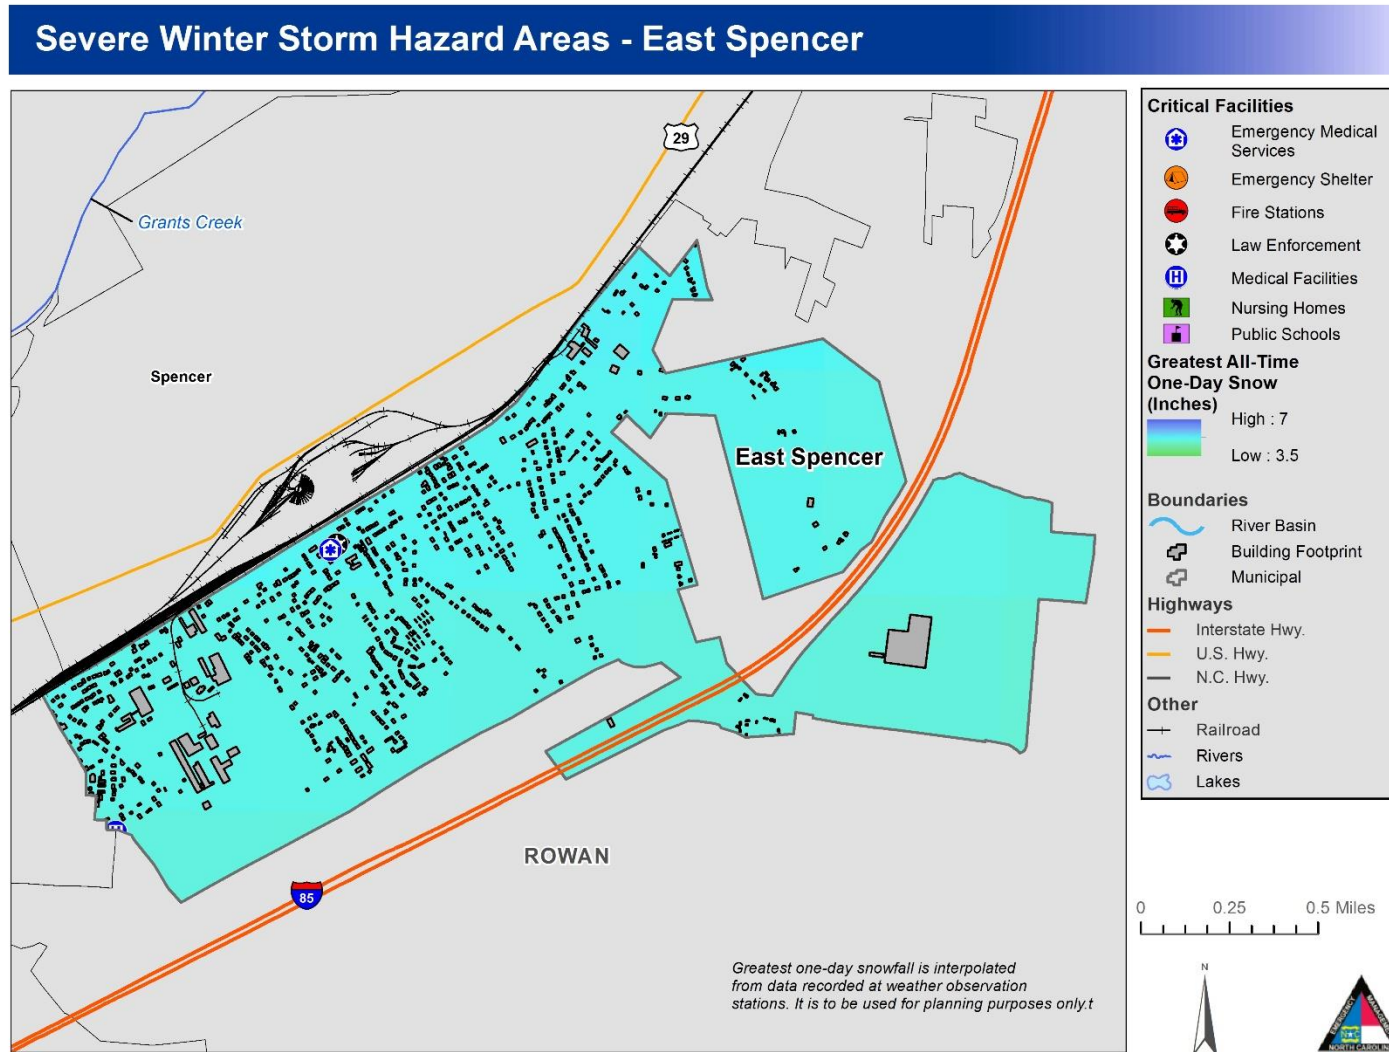 Severe Winter Storm Hazard Areas - East Spencer
29
Grants Creek
Spencer
East Spencer
ROWAN
85
Greatest one-day snowfall is interpolated
from data recorded at weather observation
stations. It is to be used for planning purposes only.t
Critical Facilities
Emergency Medical
Services
Emergency Shelter
Fire Stations
Law Enforcement
H
Medical Facilities
Nursing Homes
Public Schools
Greatest All-Time
One-Day Snow
(Inches)
High : 7
Low : 3.5
Boundaries
River Basin
Building Footprint
Municipal
Highways
Interstate Hwy.
U.S. Hwy.
N.C. Hwy.
Other
Railroad
Rivers
Lakes
0 0.25 0.5 Miles
N
EMERGENCY
NORTH CAROLIN